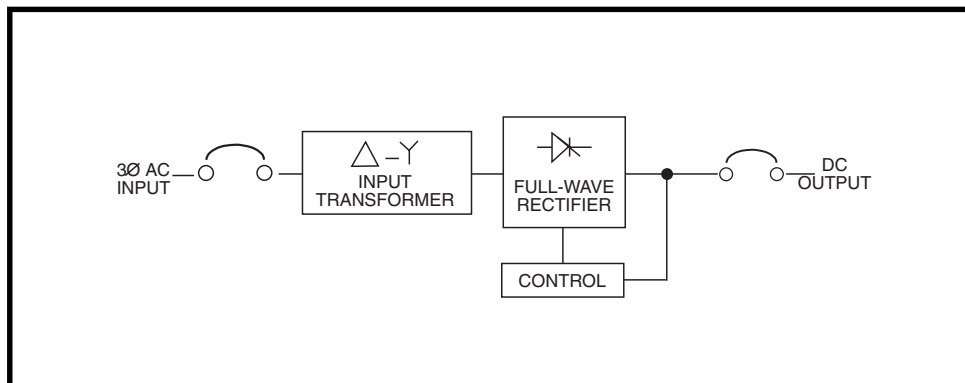 3Ø AC
INPUT
△–Y
INPUT
TRANSFORMER
FULL-WAVE
RECTIFIER
CONTROL
DC
OUTPUT